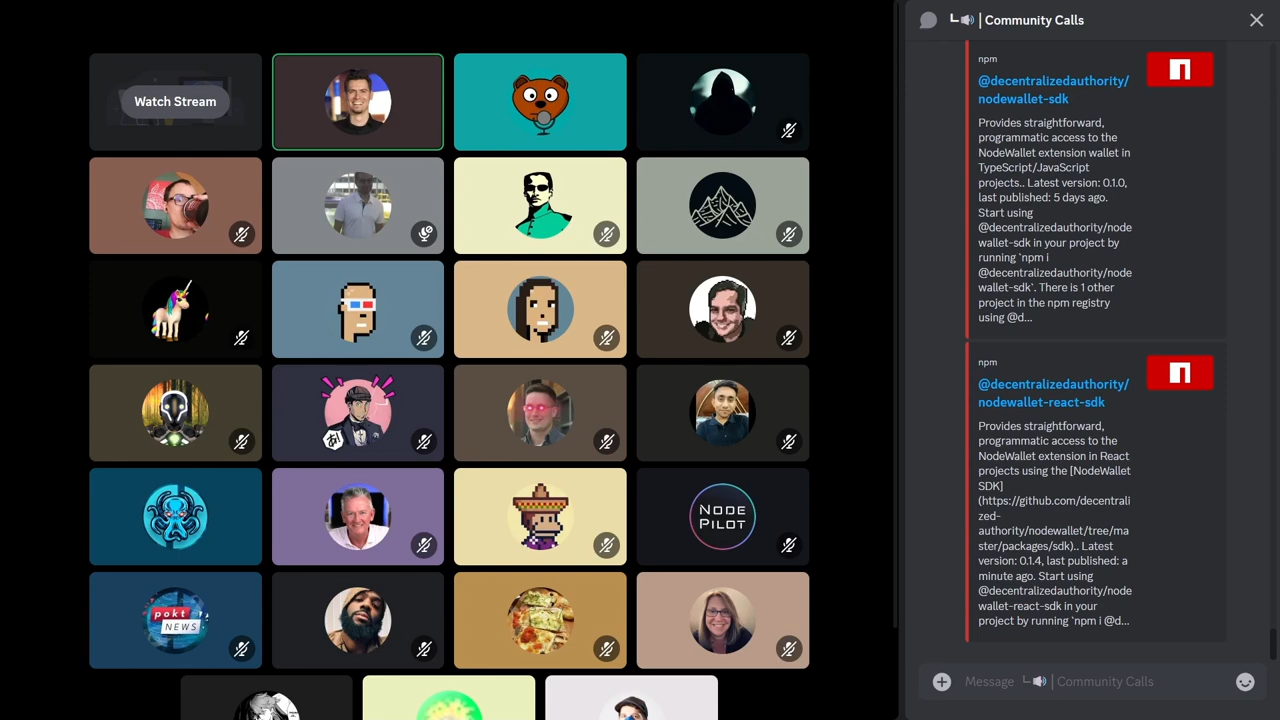 Watch Stream
あ!
NODE
PILOT
pokt
NEWS
Community Calls
npm
@decentralizedauthority/
nodewallet-sdk
Provides straightforward,
programmatic access to the
NodeWallet extension wallet in
TypeScript/JavaScript
projects.. Latest version: 0.1.0,
last published: 5 days ago.
Start using
@decentralizedauthority/node
wallet-sdk in your project by
running `npm i
@decentralizedauthority/node
wallet-sdk`. There is 1 other
project in the npm registry
using @d...
npm
@decentralizedauthority/
nodewallet-react-sdk
Provides straightforward,
programmatic access to the
NodeWallet extension in React
projects using the [NodeWallet
SDK]
(https://github.com/decentrali
zed-
authority/nodewallet/tree/ma
ster/packages/sdk).. Latest
version: 0.1.4, last published: a
minute ago. Start using
@decentralizedauthority/node
wallet-react-sdk in your
project by running `npm i @d...
Message | Community Calls